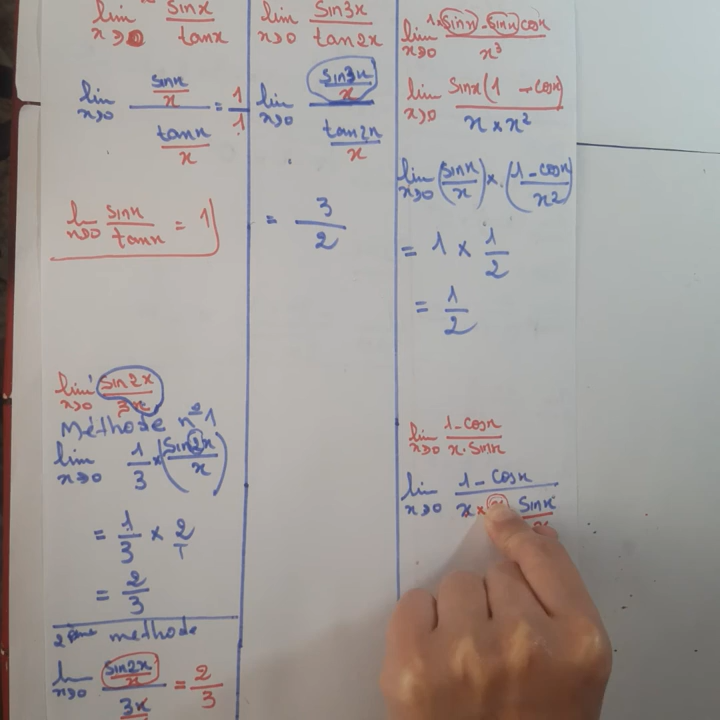 lim x→0 sinx/tanx
lim x→0 (sinx/x)/(tanx/x) = 1/1
lim x→0 sinx/tanx = 1
lim x→0 sin2x/3x
Méthode n°1
lim x→0 1/3 × (sin2x/x)
= 1/3 × 2/1
= 2/3
2ème methode
lim x→0 (sin2x/x)/(3x/x) = 2/3
lim x→0 sin3x/tan2x
lim x→0 (sin3x/x)/(tan2x/x)
= 3/2
lim x→0 (1×sinx - sinx cosx)/x³
lim x→0 sinx(1 - cosx)/(x × x²)
lim x→0 (sinx/x) × (1 - cosx/x²)
= 1 × 1/2
= 1/2
lim x→0 (1 - cosx)/(x · sinx)
lim x→0 (1 - cosx)/(x × x sinx/x)